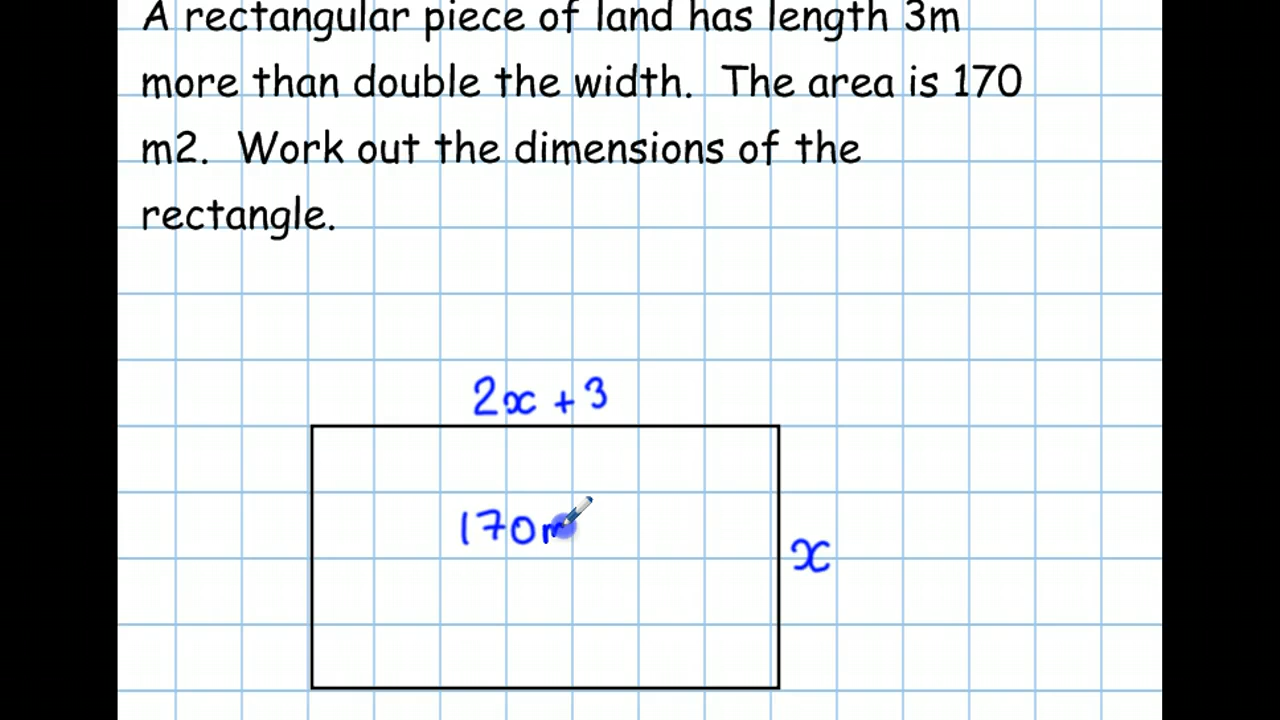 A rectangular piece of land has length 3m
more than double the width. The area is 170
m2. Work out the dimensions of the
rectangle.
2x + 3
170m
x